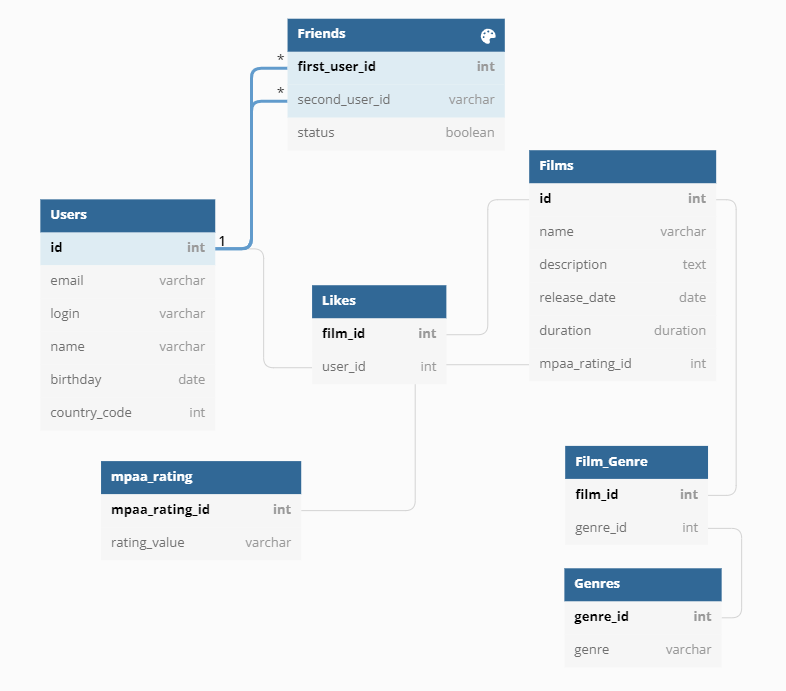 Friends
* first_user_id int
* second_user_id varchar
status boolean
Films
id int
name varchar
description text
release_date date
duration duration
mpaa_rating_id int
Users
id int 1
email varchar
login varchar
name varchar
birthday date
country_code int
Likes
film_id int
user_id int
mpaa_rating
mpaa_rating_id int
rating_value varchar
Film_Genre
film_id int
genre_id int
Genres
genre_id int
genre varchar